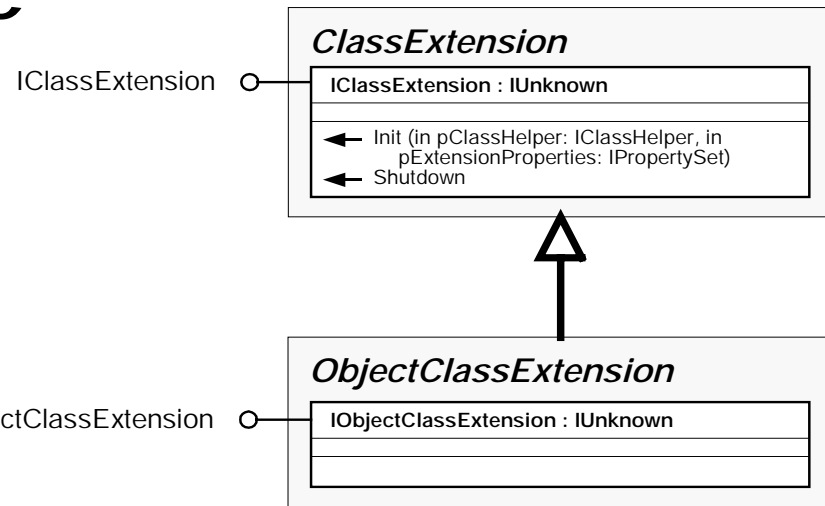 ClassExtension
IClassExtension
IClassExtension : IUnknown
Init (in pClassHelper: IClassHelper, in
pExtensionProperties: IPropertySet)
Shutdown
ObjectClassExtension
ctClassExtension
IObjectClassExtension : IUnknown